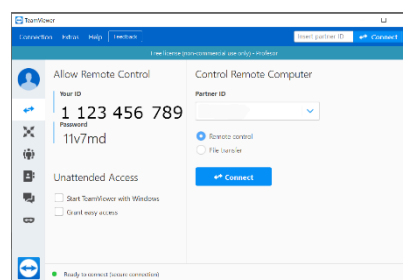 TeamViewer
Connection Extras Help Feedback
Insert partner ID Connect
Free license (non-commercial use only) -
Allow Remote Control
Your ID
1 123 456 789
Password
11v7md
Unattended Access
Start TeamViewer with Windows
Grant easy access
Control Remote Computer
Partner ID
Remote control
File transfer
Connect
Ready to connect (secure connection)